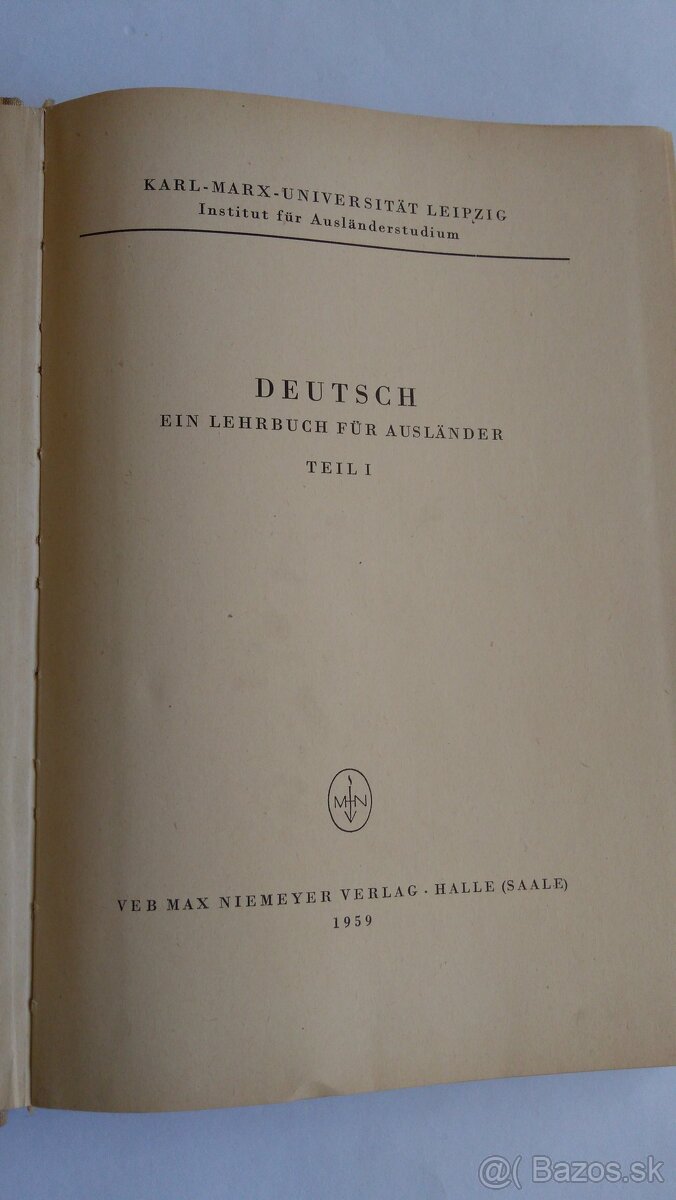 KARL-MARX-UNIVERSITÄT LEIPZIG
Institut für Ausländerstudium
DEUTSCH
EIN LEHRBUCH FÜR AUSLÄNDER
TEIL I
M N
VEB MAX NIEMEYER VERLAG · HALLE (SAALE)
1959
@ Bazos.sk